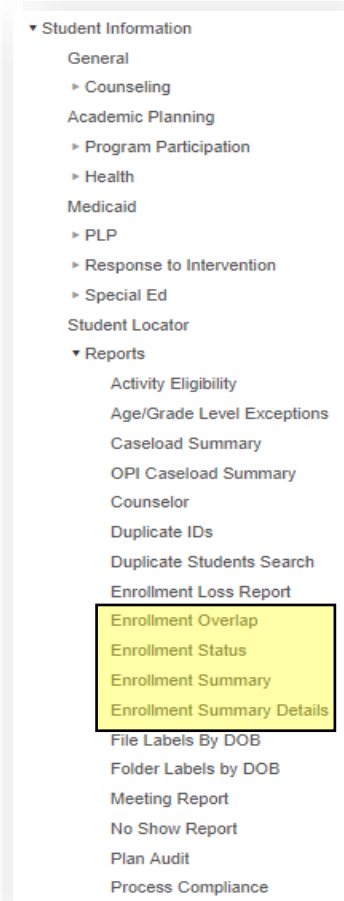 Student Information
General
Counseling
Academic Planning
Program Participation
Health
Medicaid
PLP
Response to Intervention
Special Ed
Student Locator
Reports
Activity Eligibility
Age/Grade Level Exceptions
Caseload Summary
OPI Caseload Summary
Counselor
Duplicate IDs
Duplicate Students Search
Enrollment Loss Report
Enrollment Overlap
Enrollment Status
Enrollment Summary
Enrollment Summary Details
File Labels By DOB
Folder Labels by DOB
Meeting Report
No Show Report
Plan Audit
Process Compliance